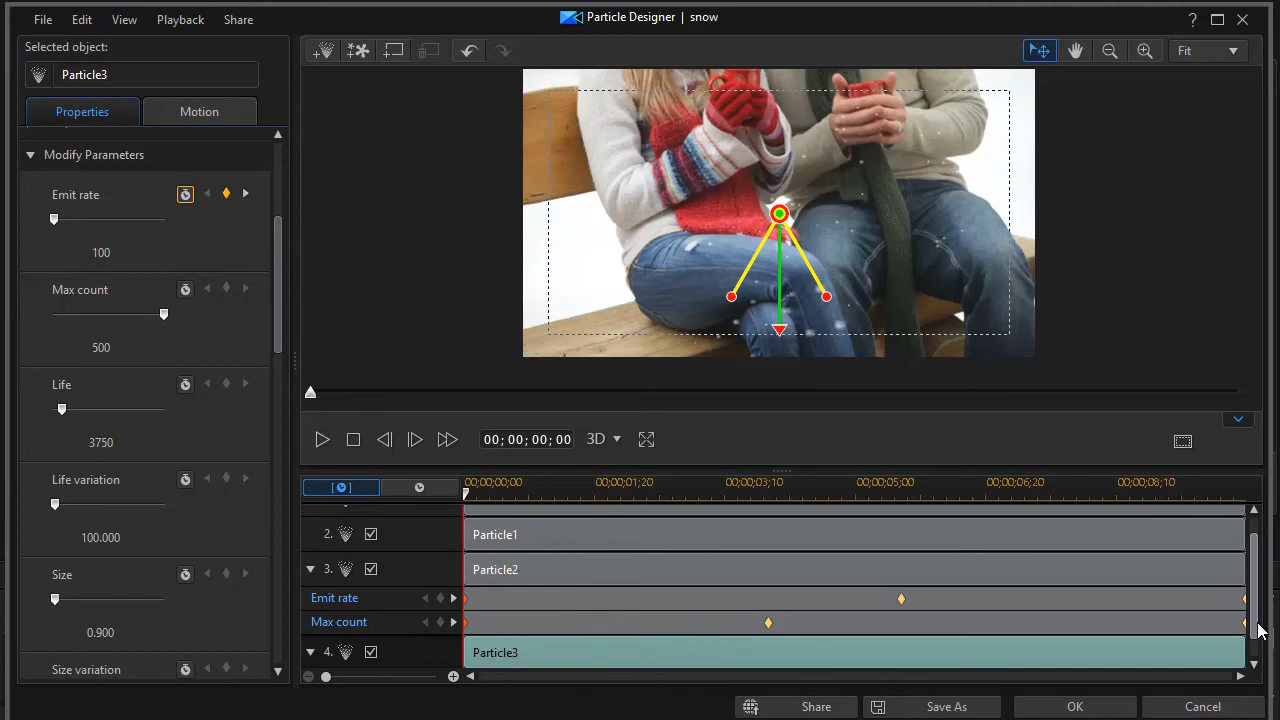 File Edit View Playback Share
Particle Designer | snow
?
Selected object:
Particle3
Fit
Properties Motion
Modify Parameters
Emit rate
100
Max count
500
Life
3750
Life variation
100.000
Size
0.900
Size variation
00;00;00;00
3D
00;00;00;00 00;00;01;20 00;00;03;10 00;00;05;00 00;00;06;20 00;00;08;10
2. Particle1
3. Particle2
Emit rate
Max count
4. Particle3
Share Save As OK Cancel